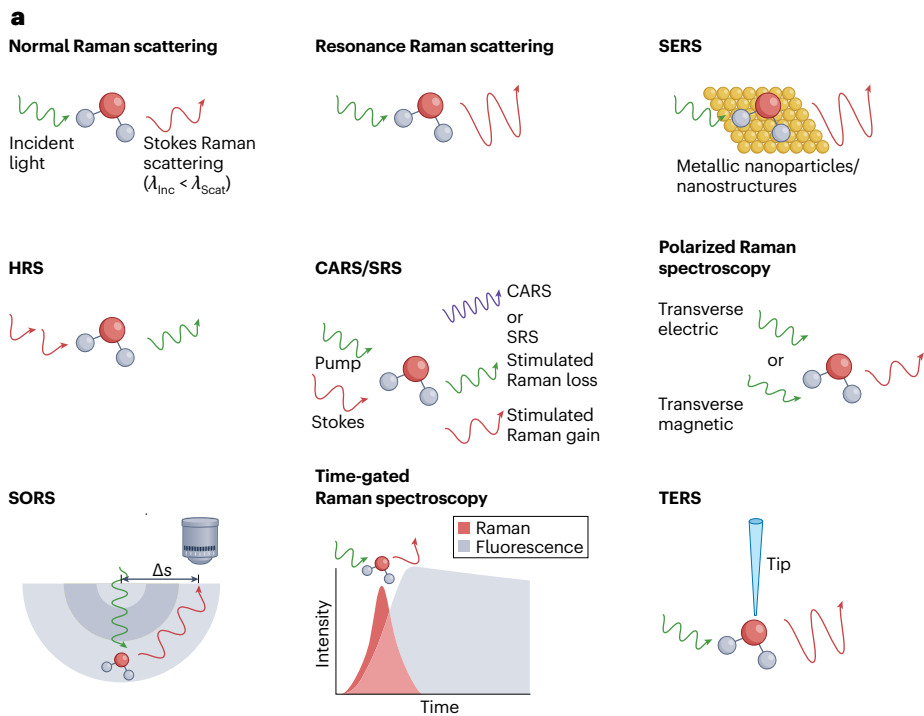 a
Normal Raman scattering
Incident
light
Stokes Raman
scattering
(λInc < λScat)
Resonance Raman scattering
SERS
Metallic nanoparticles/
nanostructures
HRS
CARS/SRS
Pump
Stokes
CARS
or
SRS
Stimulated
Raman loss
Stimulated
Raman gain
Polarized Raman
spectroscopy
Transverse
electric
or
Transverse
magnetic
SORS
Δs
Time-gated
Raman spectroscopy
Raman
Fluorescence
Intensity
Time
TERS
Tip